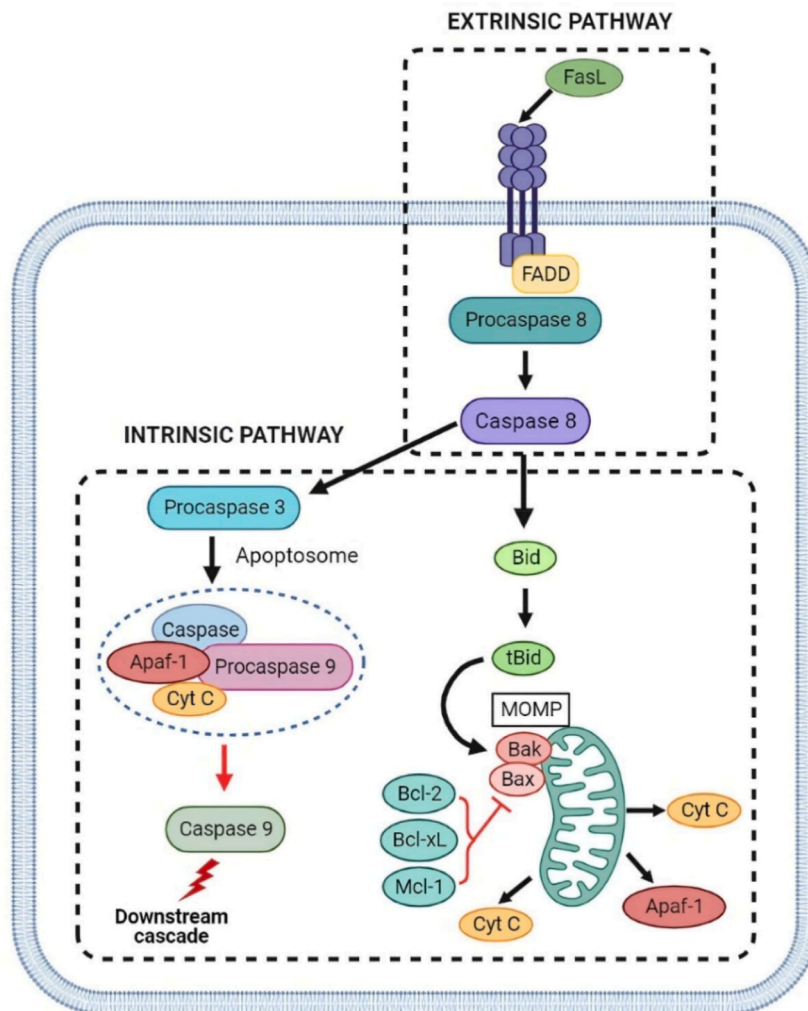 EXTRINSIC PATHWAY
FasL
FADD
Procaspase 8
Caspase 8
INTRINSIC PATHWAY
Procaspase 3
Apoptosome
Caspase
Apaf-1
Procaspase 9
Cyt C
Caspase 9
Downstream
cascade
Bid
tBid
MOMP
Bak
Bax
Bcl-2
Bcl-xL
Mcl-1
Cyt C
Cyt C
Apaf-1